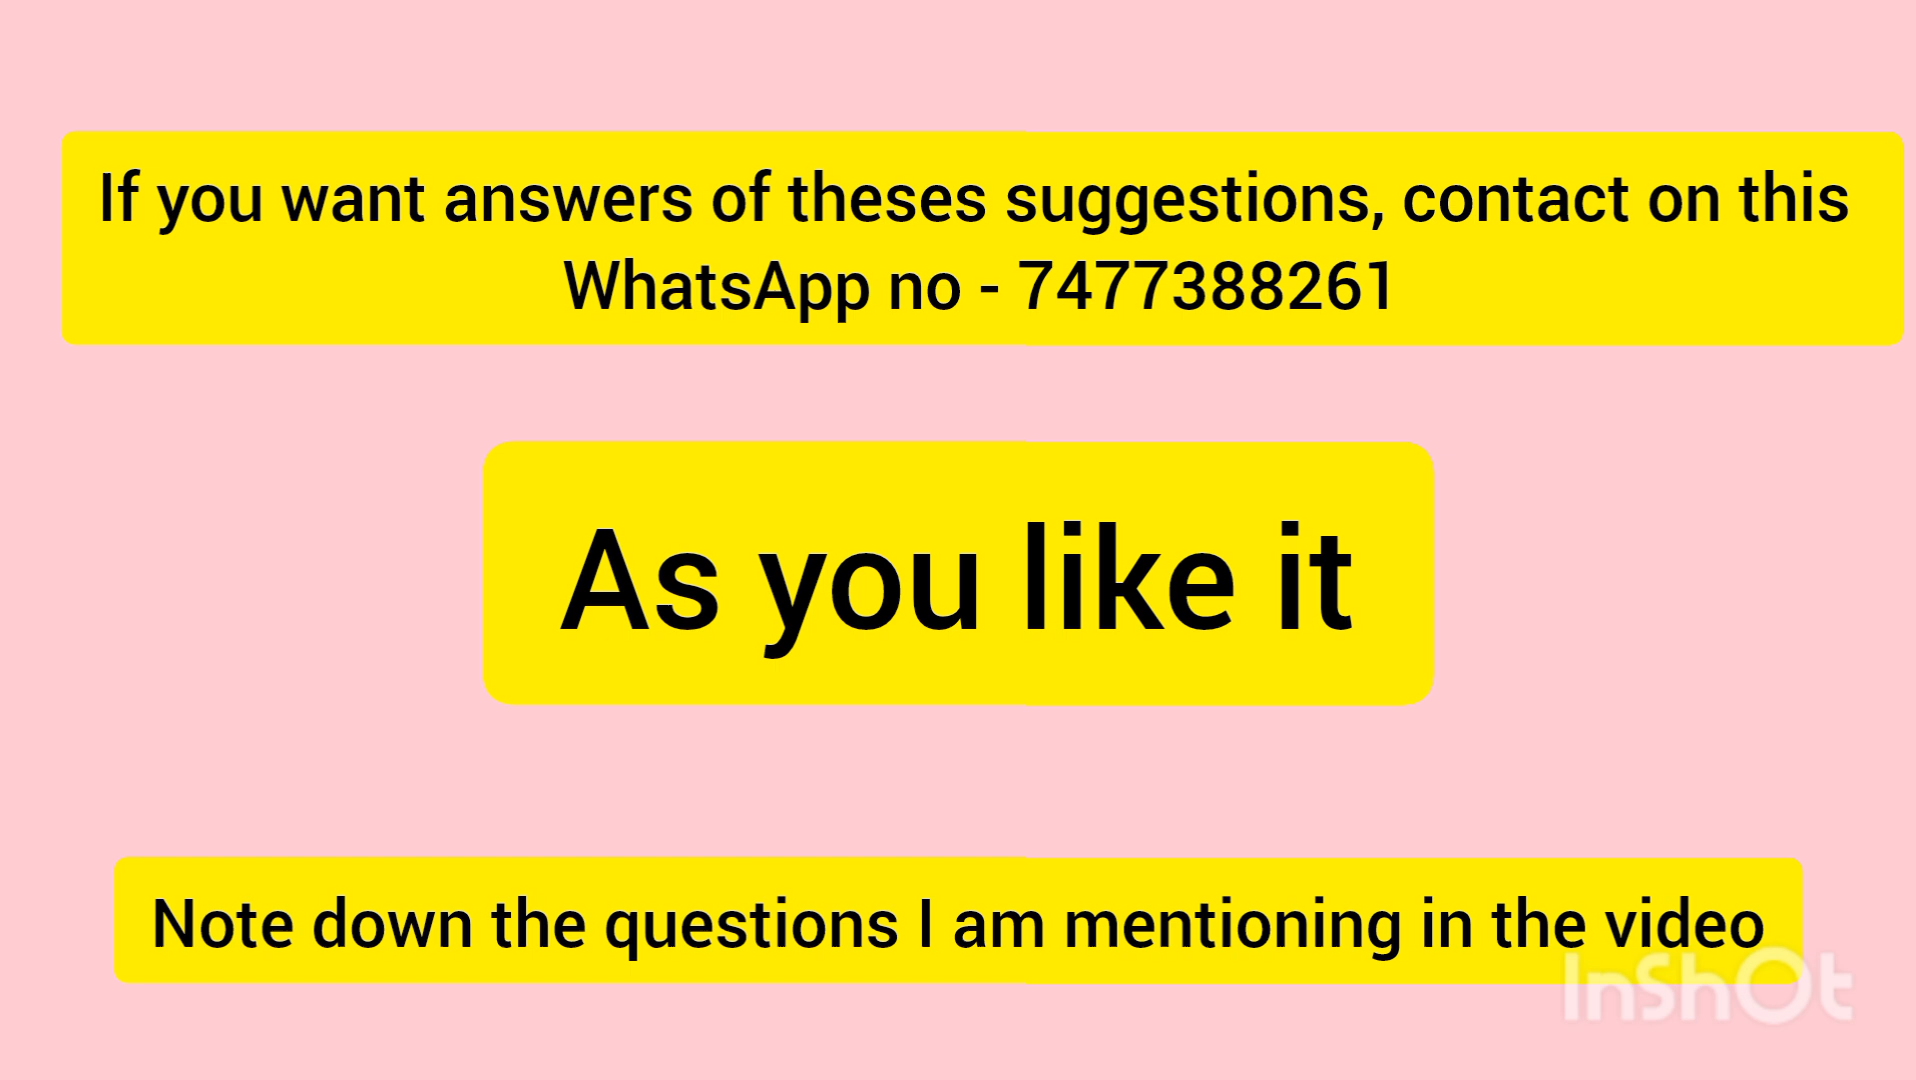 If you want answers of theses suggestions, contact on this
WhatsApp no - 7477388261
As you like it
Note down the questions I am mentioning in the video
InShOt